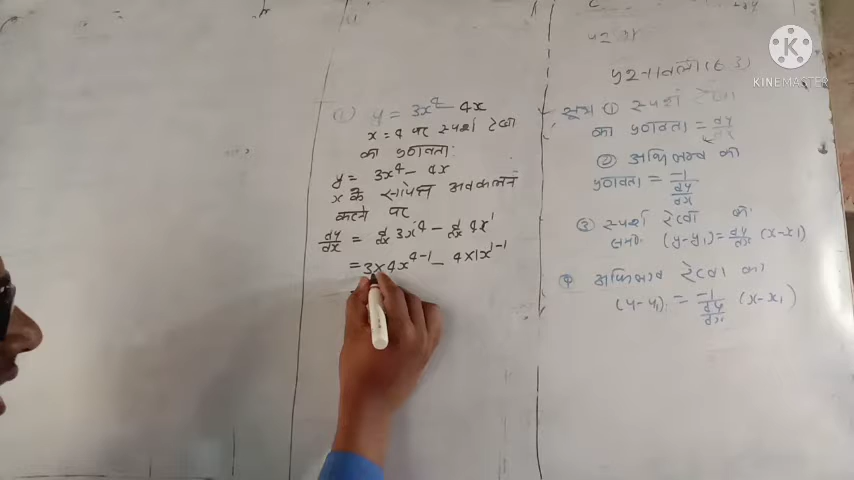 ① y = 3x⁴ - 4x
x = 4 पर स्पर्श रेखा
का प्रवणता:
y = 3x⁴ - 4x
x के सापेक्ष अवकलन
करने पर
dy/dx = d/dx 3x⁴ - d/dx 4x¹
= 3×4x⁴⁻¹ - 4×1x¹⁻¹
प्रश्नावली (6.3)
सूत्र ① स्पर्श रेखा
का प्रवणता = dy/dx
② अभिलम्ब की
प्रवणता = -1/(dy/dx)
③ स्पर्श रेखा का
(y-y₁) = dy/dx (x-x₁)
④ अभिलम्ब रेखा का
(y-y₁) = -1/(dy/dx) (x-x₁)
KINEMASTER